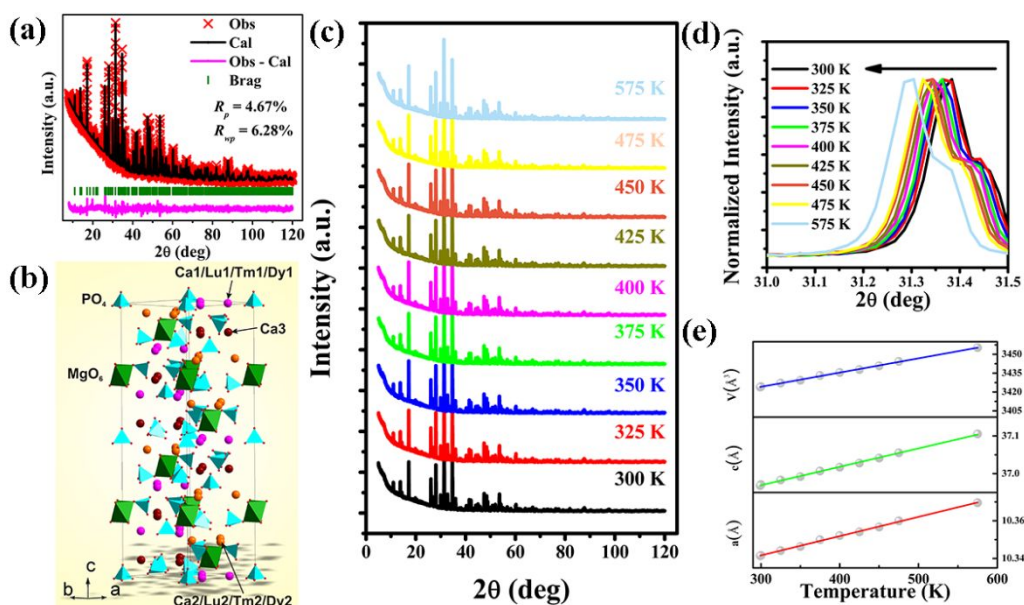 (a)
Obs
Cal
Obs - Cal
Brag
Rp = 4.67%
Rwp = 6.28%
Intensity (a.u.)
20 40 60 80 100 121
2θ (deg)
(b)
Ca1/Lu1/Tm1/Dy1
PO4
Ca3
MgO6
C
b a
Ca2/Lu2/Tm2/Dy2
(c)
Intensity (a.u.)
575 K
475 K
450 K
425 K
400 K
375 K
350 K
325 K
300 K
0 20 40 60 80 100 120
2θ (deg)
(d)
Normalized Intensity (a.u.)
300 K
325 K
350 K
375 K
400 K
425 K
450 K
475 K
575 K
31.0 31.1 31.2 31.3 31.4 31.5
2θ (deg)
(e)
v(Å³)
3450
3435
3420
3405
c(Å)
37.1
37.0
a(Å)
10.36
10.34
300 400 500 600
Temperature (K)